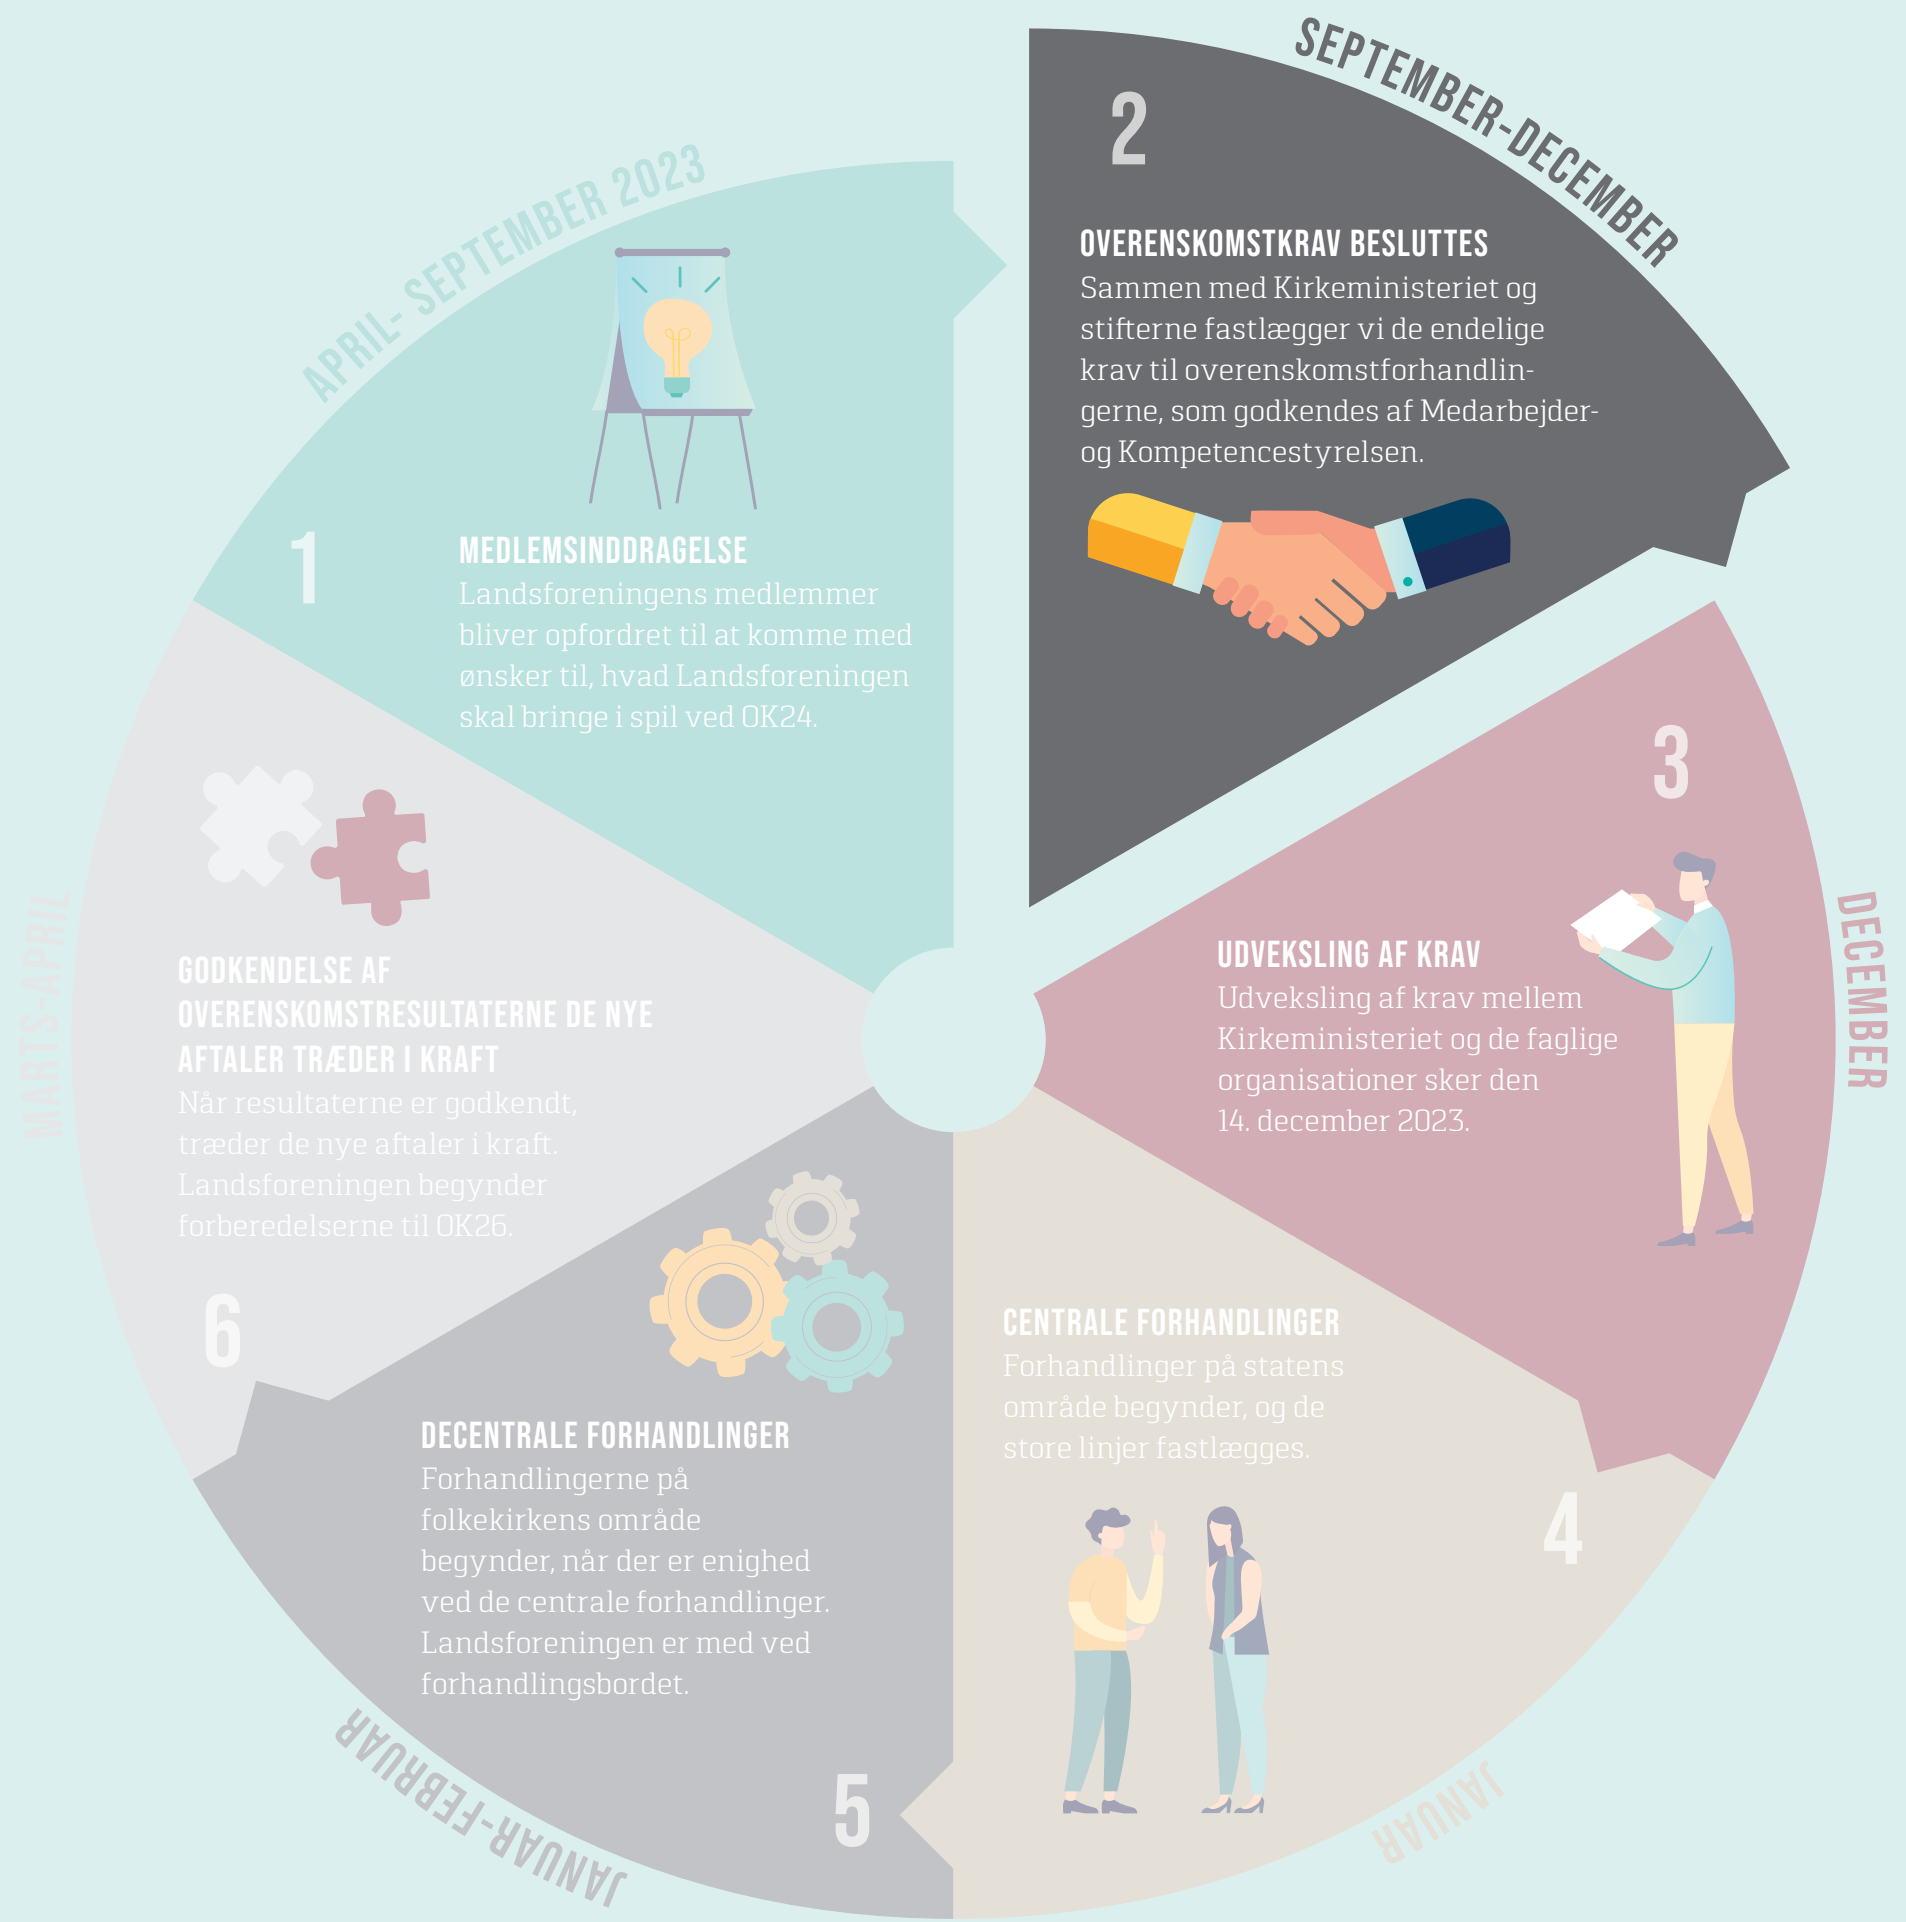 APRIL- SEPTEMBER 2023
1
MEDLEMSINDDRAGELSE
Landsforeningens medlemmer
bliver opfordret til at komme med
ønsker til, hvad Landsforeningen
skal bringe i spil ved OK24.
SEPTEMBER-DECEMBER
2
OVERENSKOMSTKRAV BESLUTTES
Sammen med Kirkeministeriet og
stifterne fastlægger vi de endelige
krav til overenskomstforhandlin-
gerne, som godkendes af Medarbejder-
og Kompetencestyrelsen.
DECEMBER
3
UDVEKSLING AF KRAV
Udveksling af krav mellem
Kirkeministeriet og de faglige
organisationer sker den
14. december 2023.
JANUAR
4
CENTRALE FORHANDLINGER
Forhandlinger på statens
område begynder, og de
store linjer fastlægges.
JANUAR-FEBRUAR
5
DECENTRALE FORHANDLINGER
Forhandlingerne på
folkekirkens område
begynder, når der er enighed
ved de centrale forhandlinger.
Landsforeningen er med ved
forhandlingsbordet.
MARTS-APRIL
6
GODKENDELSE AF
OVERENSKOMSTRESULTATERNE DE NYE
AFTALER TRÆDER I KRAFT
Når resultaterne er godkendt,
træder de nye aftaler i kraft.
Landsforeningen begynder
forberedelserne til OK26.